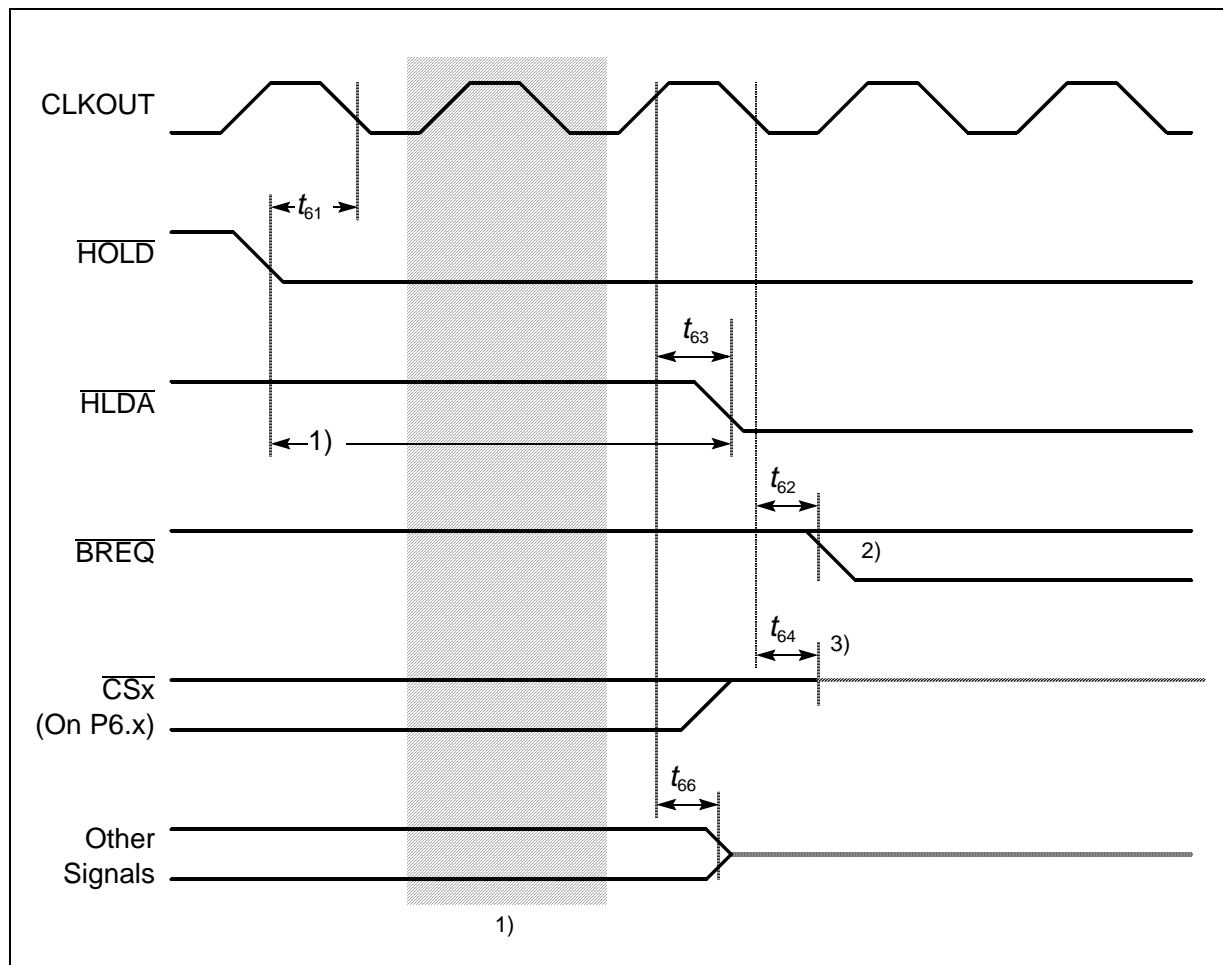 CLKOUT
t61
HOLD
t63
HLDA
1)
t62
BREQ
2)
t64
3)
CSx
(On P6.x)
t66
Other
Signals
1)